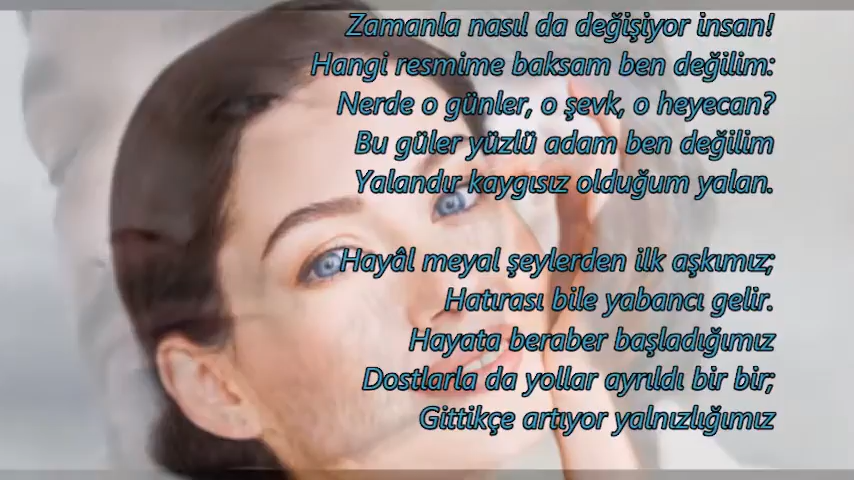 Zamanla nasıl da değişiyor insan!
Hangi resmime baksam ben değilim:
Nerde o günler, o şevk, o heyecan?
Bu güler yüzlü adam ben değilim
Yalandır kaygısız olduğum yalan.
Hayâl meyal şeylerden ilk aşkımız;
Hatırası bile yabancı gelir.
Hayata beraber başladığımız
Dostlarla da yollar ayrıldı bir bir;
Gittikçe artıyor yalnızlığımız